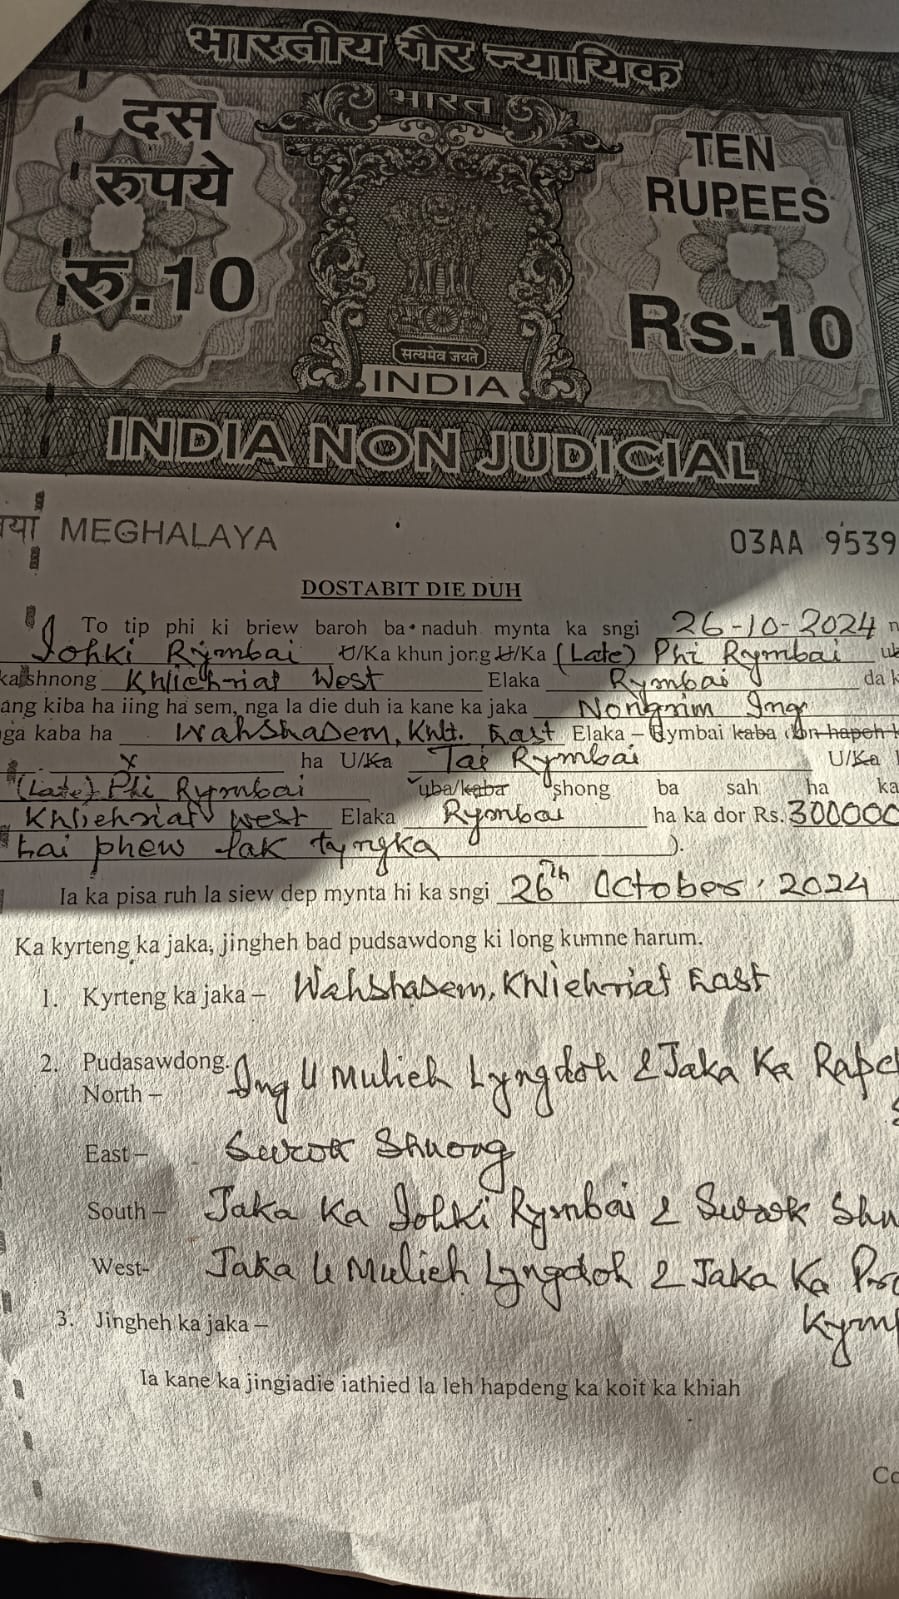 भारतीय गैर न्यायिक
भारत
दस
रुपये
रु.10
TEN
RUPEES
Rs.10
सत्यमेव जयते
INDIA
INDIA NON JUDICIAL
MEGHALAYA
03AA 9539
DOSTABIT DIE DUH
To tip phi ki briew baroh ba naduh mynta ka sngi 26-10-2024
Johki Rymbai U/Ka khun jong U/Ka (Late) Phi Rymbai
ka shnong Khliehriat West Elaka Rymbai da k
ang kiba ha iing ha sem, nga la die duh ia kane ka jaka Nongrim Ing
ga kaba ha Wahshasem, Khlt. East Elaka – Rymbai kaba
x ha U/Ka Tai Rymbai U/Ka
(Late) Phi Rymbai uba/kaba shong ba sah ha ka
Khliehriat West Elaka Rymbai ha ka dor Rs. 300000
Lai phew lak tyngka ).
Ia ka pisa ruh la siew dep mynta hi ka sngi 26th October, 2024
Ka kyrteng ka jaka, jingheh bad pudsawdong ki long kumne harum.
1. Kyrteng ka jaka – Wahshasem, Khliehriat East
2. Pudasawdong.
North – Ing U Mulieh Lyngdoh & Jaka Ka
East – Surok Shnong
South – Jaka Ka Johki Rymbai & Surok Shn
West- Jaka U Mulieh Lyngdoh & Jaka Ka
Kym
3. Jingheh ka jaka –
Ia kane ka jingiadie iathied la leh hapdeng ka koit ka khiah
Co